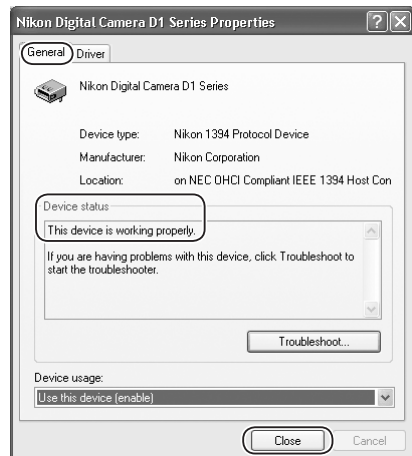 Nikon Digital Camera D1 Series Properties
General Driver
Nikon Digital Camera D1 Series
Device type: Nikon 1394 Protocol Device
Manufacturer: Nikon Corporation
Location: on NEC OHCI Compliant IEEE 1394 Host Con
Device status
This device is working properly.
If you are having problems with this device, click Troubleshoot to
start the troubleshooter.
Troubleshoot...
Device usage:
Use this device (enable)
Close Cancel